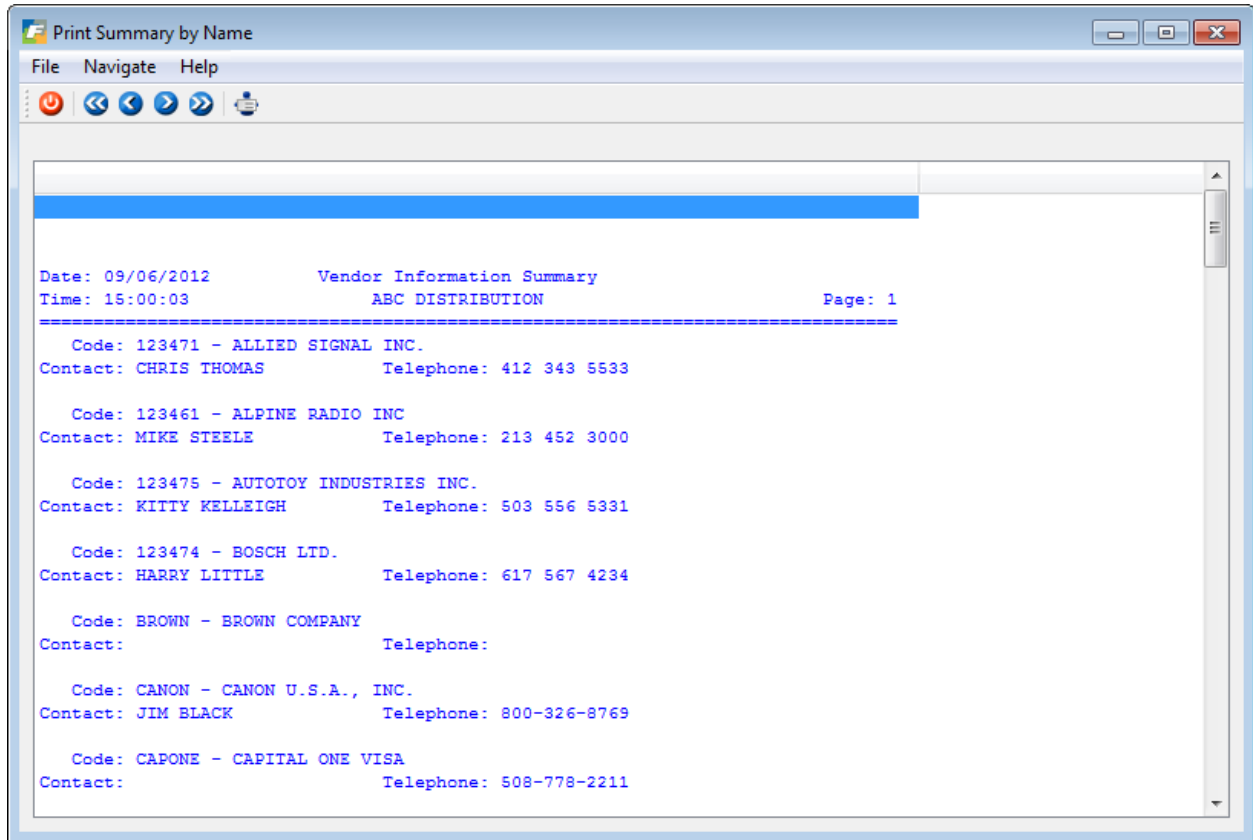 Print Summary by Name
File Navigate Help
Date: 09/06/2012 Vendor Information Summary
Time: 15:00:03 ABC DISTRIBUTION Page: 1
================================================================================
Code: 123471 - ALLIED SIGNAL INC.
Contact: CHRIS THOMAS Telephone: 412 343 5533
Code: 123461 - ALPINE RADIO INC
Contact: MIKE STEELE Telephone: 213 452 3000
Code: 123475 - AUTOTOY INDUSTRIES INC.
Contact: KITTY KELLEIGH Telephone: 503 556 5331
Code: 123474 - BOSCH LTD.
Contact: HARRY LITTLE Telephone: 617 567 4234
Code: BROWN - BROWN COMPANY
Contact: Telephone:
Code: CANON - CANON U.S.A., INC.
Contact: JIM BLACK Telephone: 800-326-8769
Code: CAPONE - CAPITAL ONE VISA
Contact: Telephone: 508-778-2211